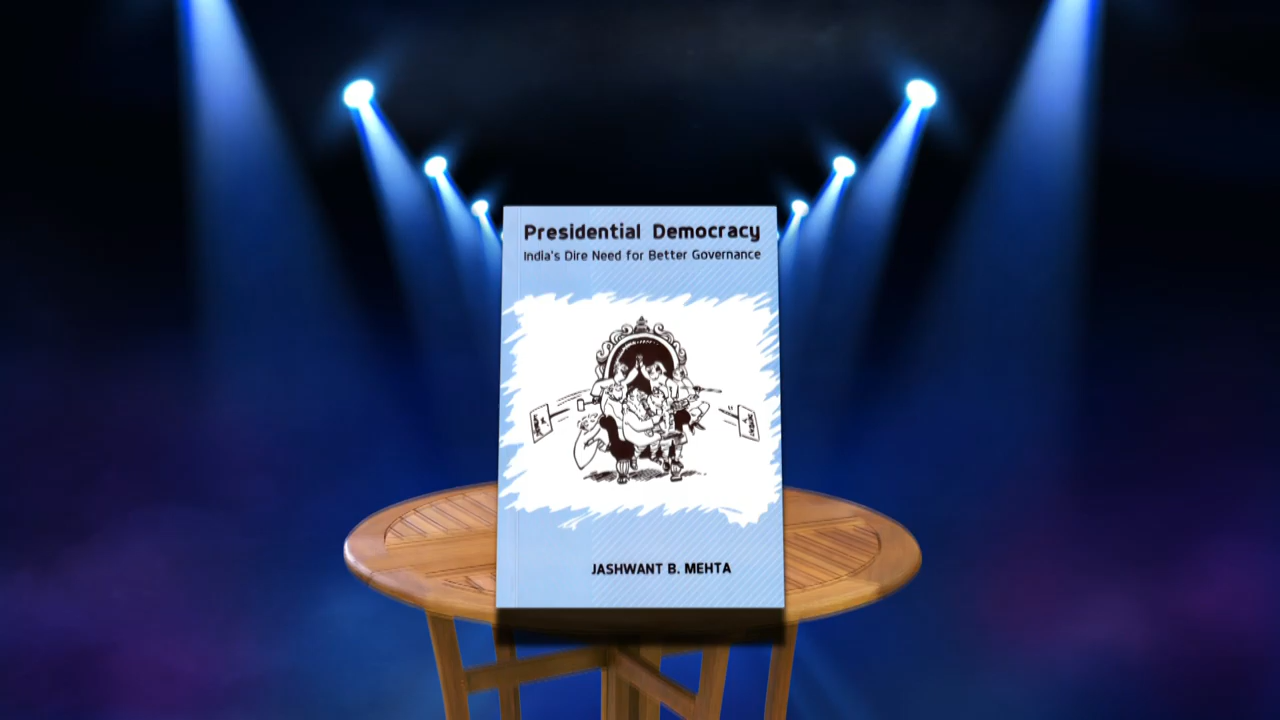 Presidential Democracy
India's Dire Need for Better Governance
JASHWANT B. MEHTA